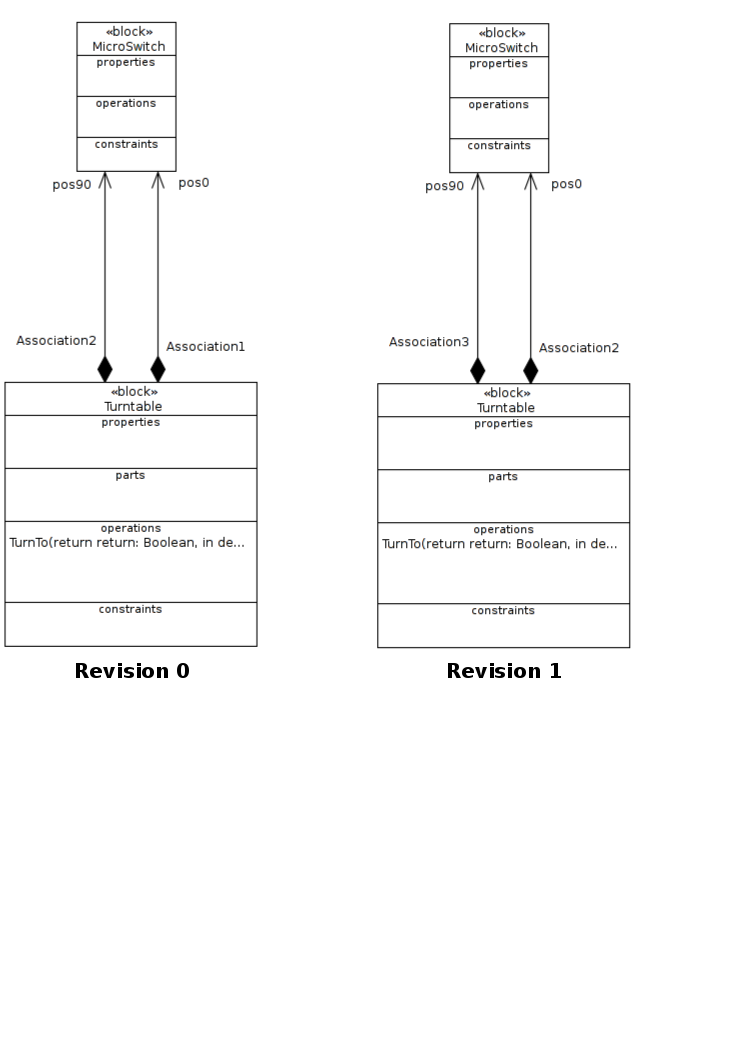 «block»
MicroSwitch
properties
operations
constraints
pos90
pos0
Association2
Association1
«block»
Turntable
properties
parts
operations
TurnTo(return return: Boolean, in de...
constraints
Revision 0
«block»
MicroSwitch
properties
operations
constraints
pos90
pos0
Association3
Association2
«block»
Turntable
properties
parts
operations
TurnTo(return return: Boolean, in de...
constraints
Revision 1